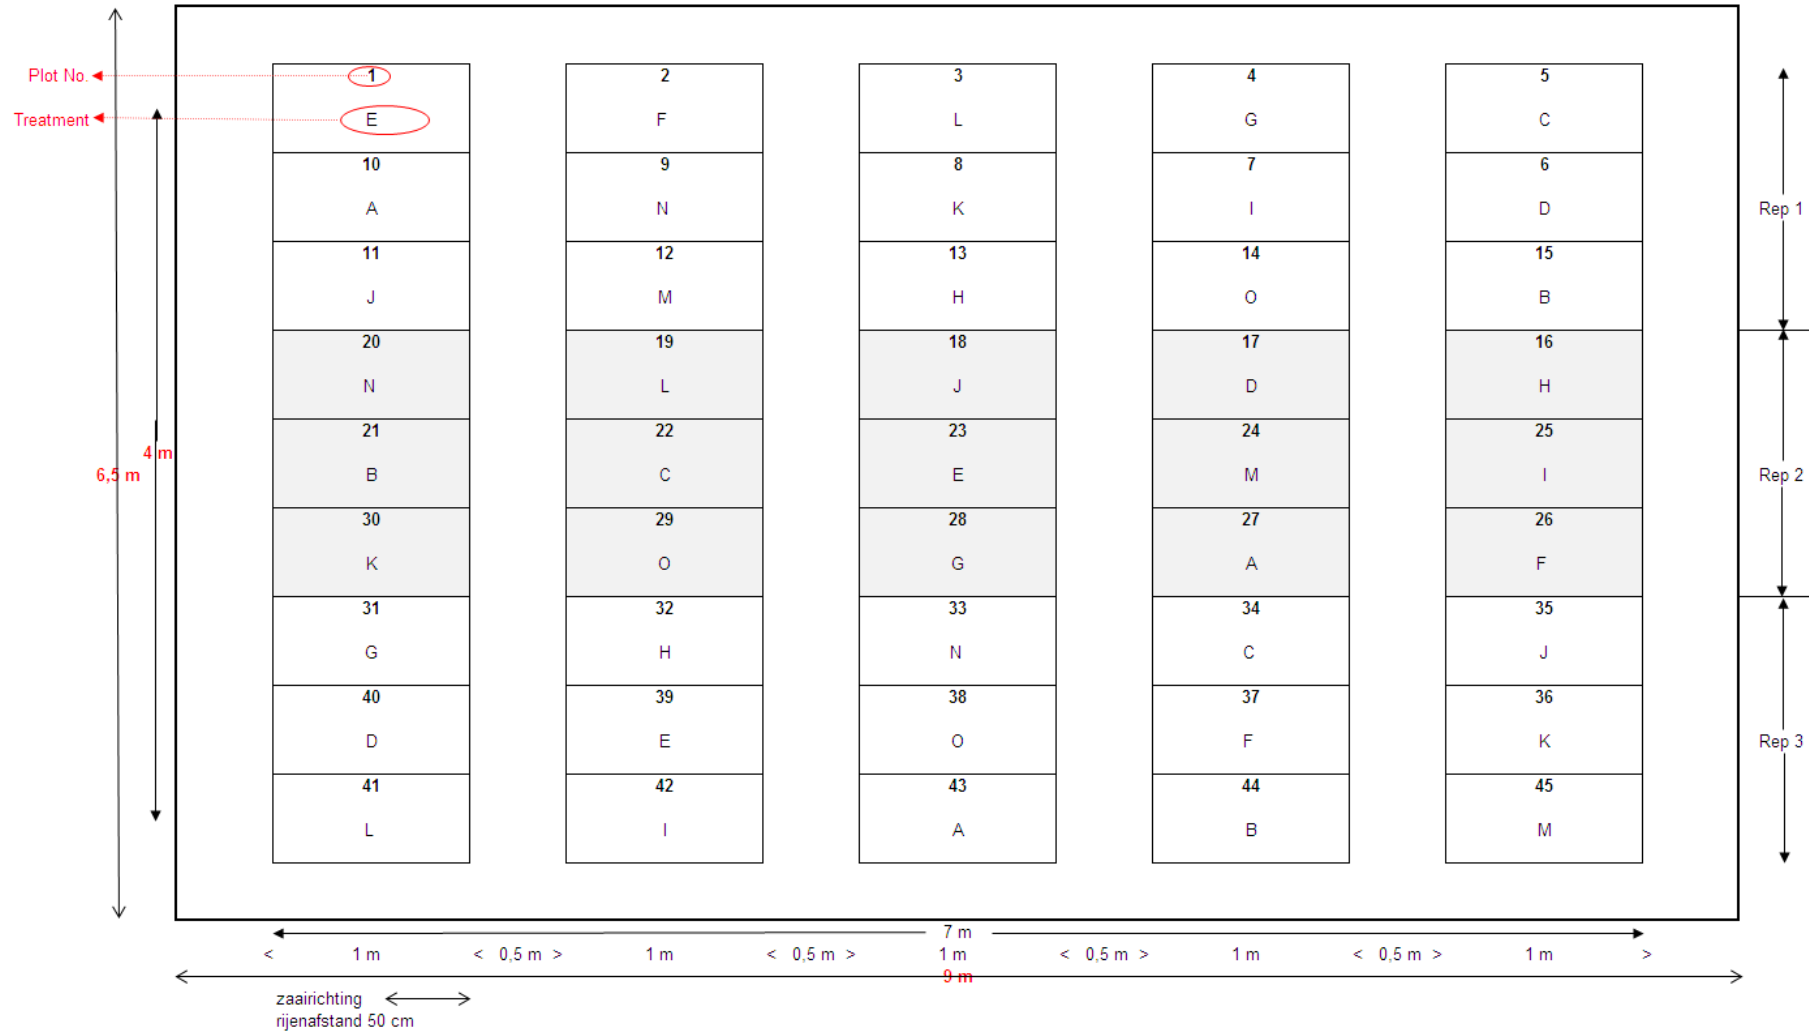 Plot No. 1 2 3 4 5
Treatment E F L G C
10 9 8 7 6
A N K I D Rep 1
11 12 13 14 15
J M H O B
20 19 18 17 16
N L J D H
21 22 23 24 25
4 m
6,5 m B C E M I Rep 2
30 29 28 27 26
K O G A F
31 32 33 34 35
G H N C J
40 39 38 37 36
D E O F K Rep 3
41 42 43 44 45
L I A B M
7 m
< 1 m < 0,5 m > 1 m < 0,5 m > 1 m < 0,5 m > 1 m < 0,5 m > 1 m >
9 m
zaairichting
rijenafstand 50 cm